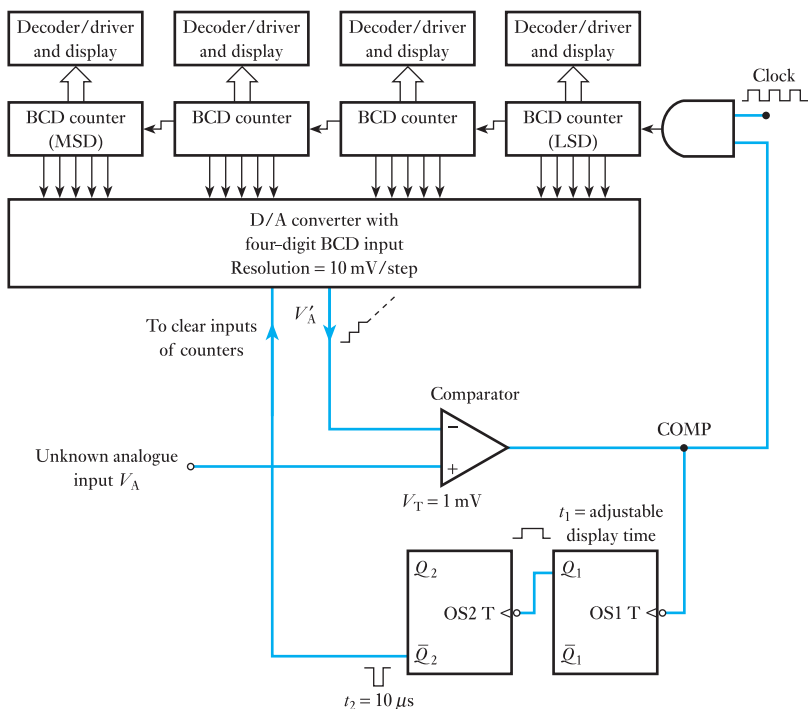 Decoder/driver
and display
Decoder/driver
and display
Decoder/driver
and display
Decoder/driver
and display
Clock
BCD counter
(MSD)
BCD counter
BCD counter
BCD counter
(LSD)
D/A converter with
four–digit BCD input
Resolution = 10 mV/step
To clear inputs
of counters
V′A
Comparator
−
+
COMP
Unknown analogue
input VA
VT = 1 mV
t1 = adjustable
display time
Q2
OS2 T
Q̅2
Q1
OS1 T
Q̅1
t2 = 10 μs